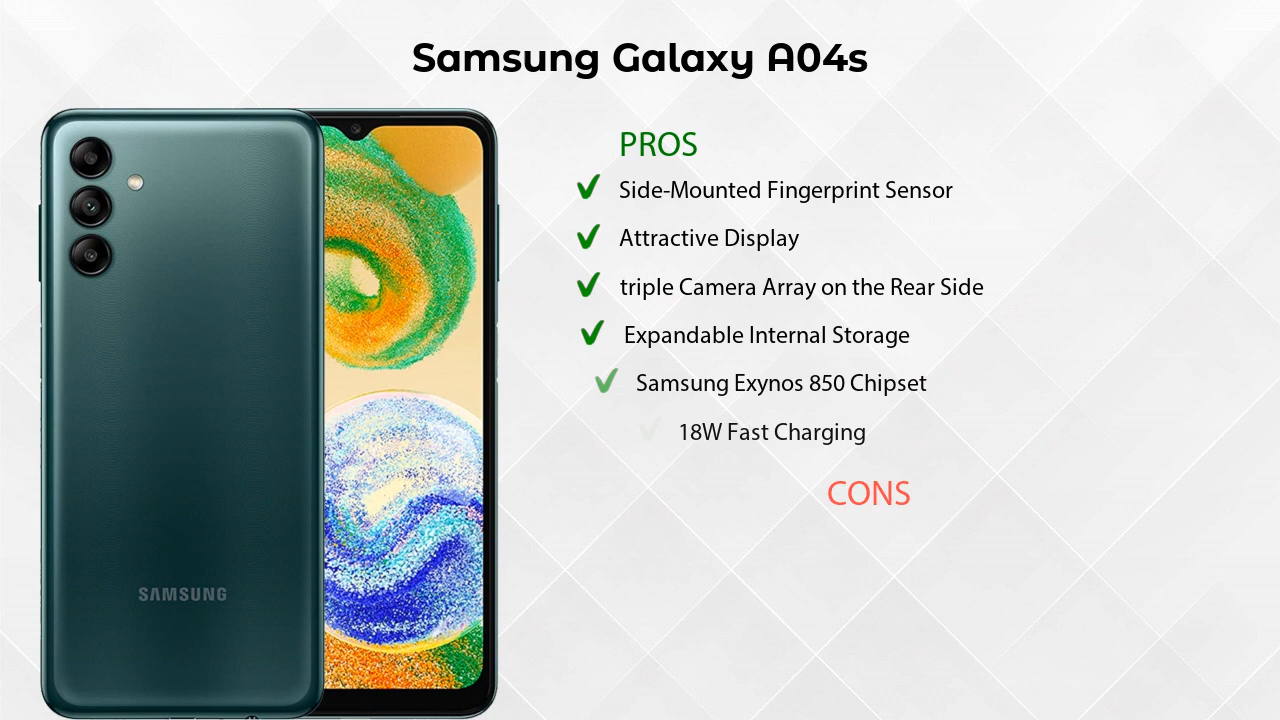 Samsung Galaxy A04s
PROS
Side-Mounted Fingerprint Sensor
Attractive Display
triple Camera Array on the Rear Side
Expandable Internal Storage
Samsung Exynos 850 Chipset
18W Fast Charging
CONS
SAMSUNG